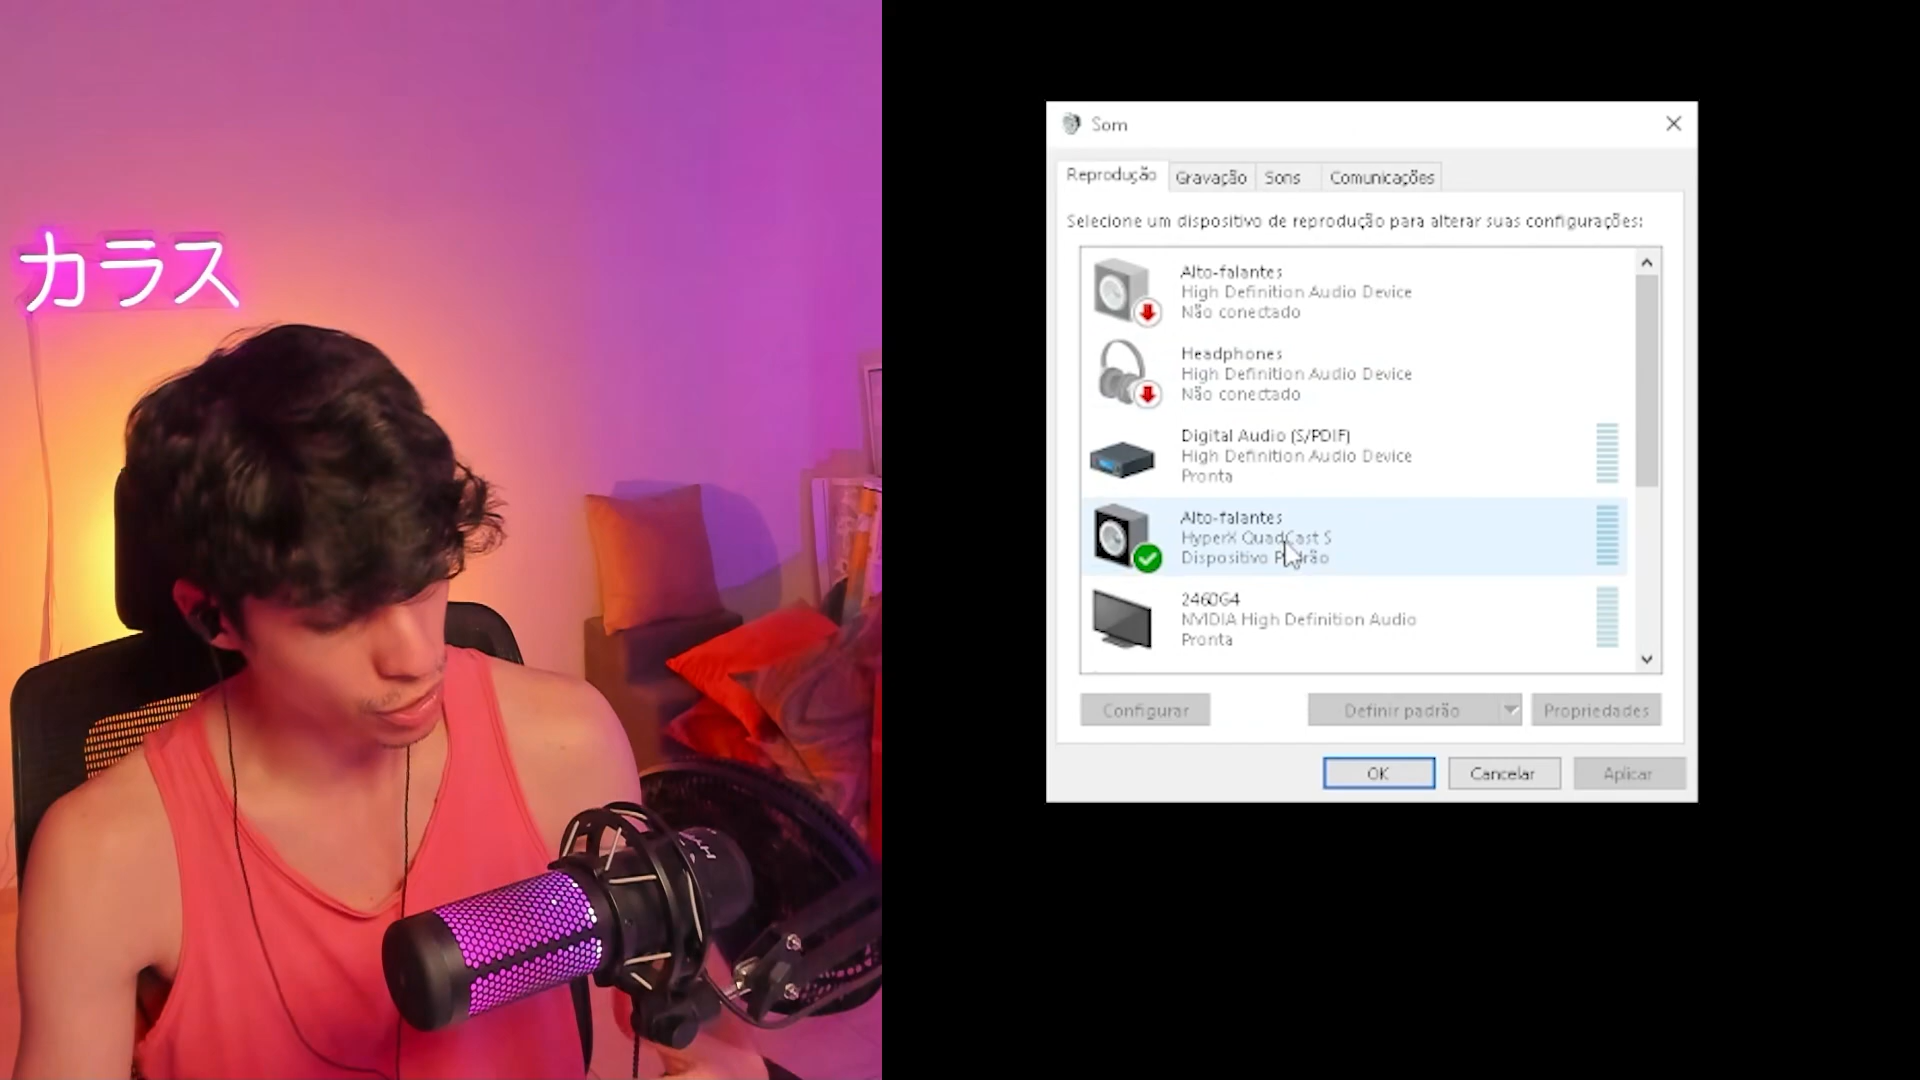 カラス
Som
Reprodução
Gravação
Sons
Comunicações
Selecione um dispositivo de reprodução para alterar suas configurações:
Alto-falantes
High Definition Audio Device
Não conectado
Headphones
High Definition Audio Device
Não conectado
Digital Audio (S/PDIF)
High Definition Audio Device
Pronta
Alto-falantes
HyperX QuadCast S
Dispositivo Padrão
2460G4
NVIDIA High Definition Audio
Pronta
Configurar
Definir padrão
Propriedades
OK
Cancelar
Aplicar